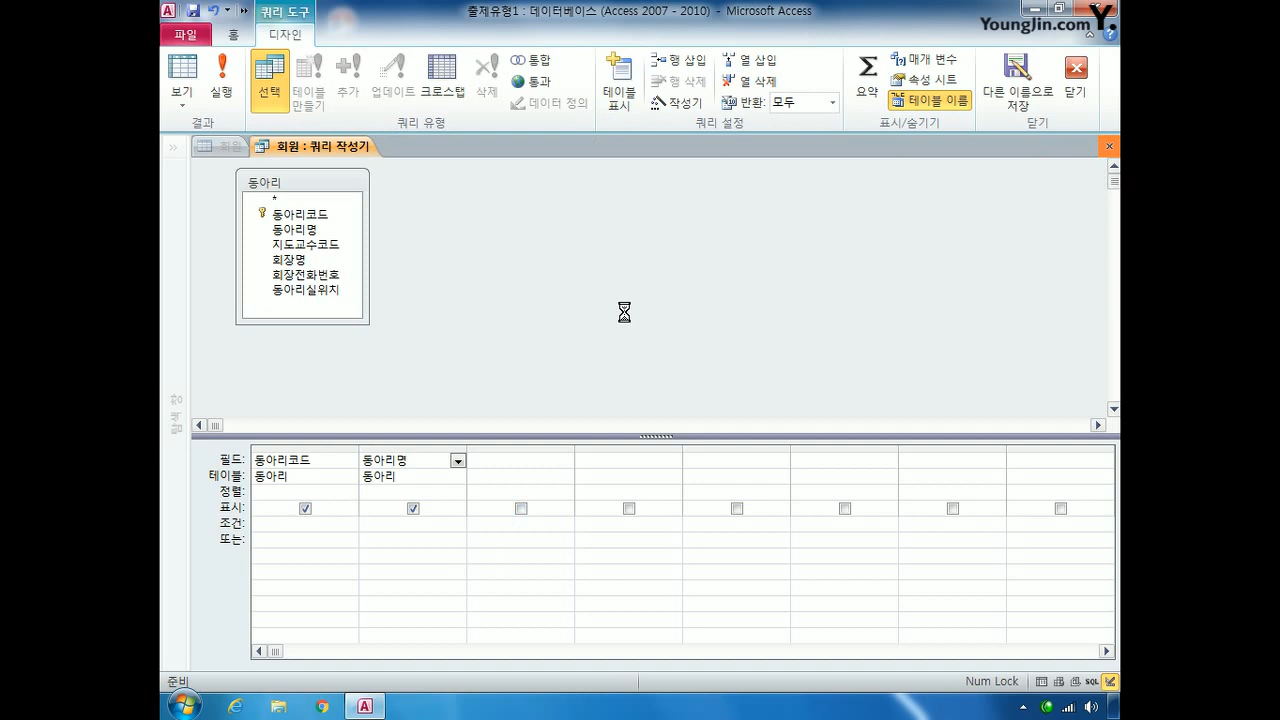 쿼리 도구
출제유형1 : 데이터베이스 (Access 2007 - 2010) - Microsoft Access
YoungJin.com Y.
파일
홈
디자인
보기
실행
선택
테이블 만들기
추가
업데이트
크로스탭
삭제
통합
통과
데이터 정의
테이블 표시
행 삽입
행 삭제
작성기
열 삽입
열 삭제
반환: 모두
요약
매개 변수
속성 시트
테이블 이름
다른 이름으로 저장
닫기
결과
쿼리 유형
쿼리 설정
표시/숨기기
닫기
회원
회원 : 쿼리 작성기
동아리
*
동아리코드
동아리명
지도교수코드
회장명
회장전화번호
동아리실위치
탐색 창
필드: 동아리코드 동아리명
테이블: 동아리 동아리
정렬:
표시:
조건:
또는:
준비
Num Lock
SQL